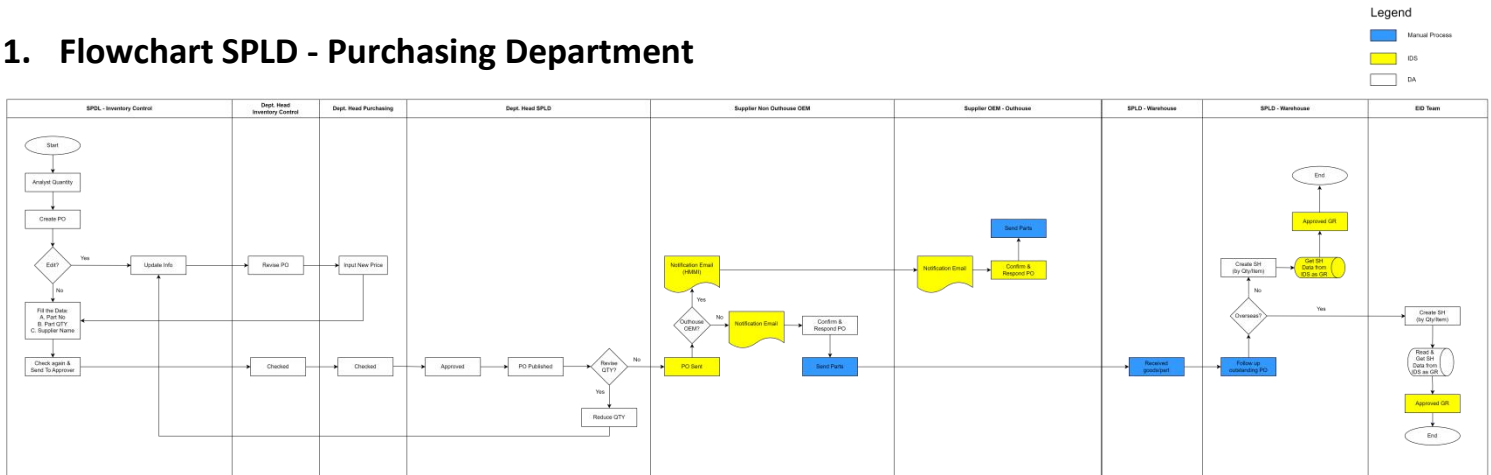 Legend
Manual Process
IDS
DA
1. Flowchart SPLD - Purchasing Department
SPDL - Inventory Control
Dept. Head
Inventory Control
Dept. Head Purchasing
Dept. Head SPLD
Supplier Non Outhouse OEM
Supplier OEM - Outhouse
SPLD - Warehouse
SPLD - Warehouse
EID Team
Start
Analyst Quantity
Create PO
Edit?
Yes
No
Update Info
Revise PO
Input New Price
Fill the Data:
A. Part No
B. Part QTY
C. Supplier Name
Check again &
Send To Approver
Checked
Checked
Approved
PO Published
Revise
QTY?
No
Yes
Reduce QTY
Notification Email
(HMMI)
Yes
Outhouse
OEM?
No
PO Sent
Notification Email
Confirm &
Respond PO
Send Parts
Notification Email
Send Parts
Confirm &
Respond PO
Received
goods/part
End
Approved GR
Create SH
(by Qty/Item)
Get SH
Data from
IDS as GR
No
Overseas?
Yes
Follow up
outstanding PO
Create SH
(by Qty/Item)
Read &
Get SH
Data from
IDS as GR
Approved GR
End